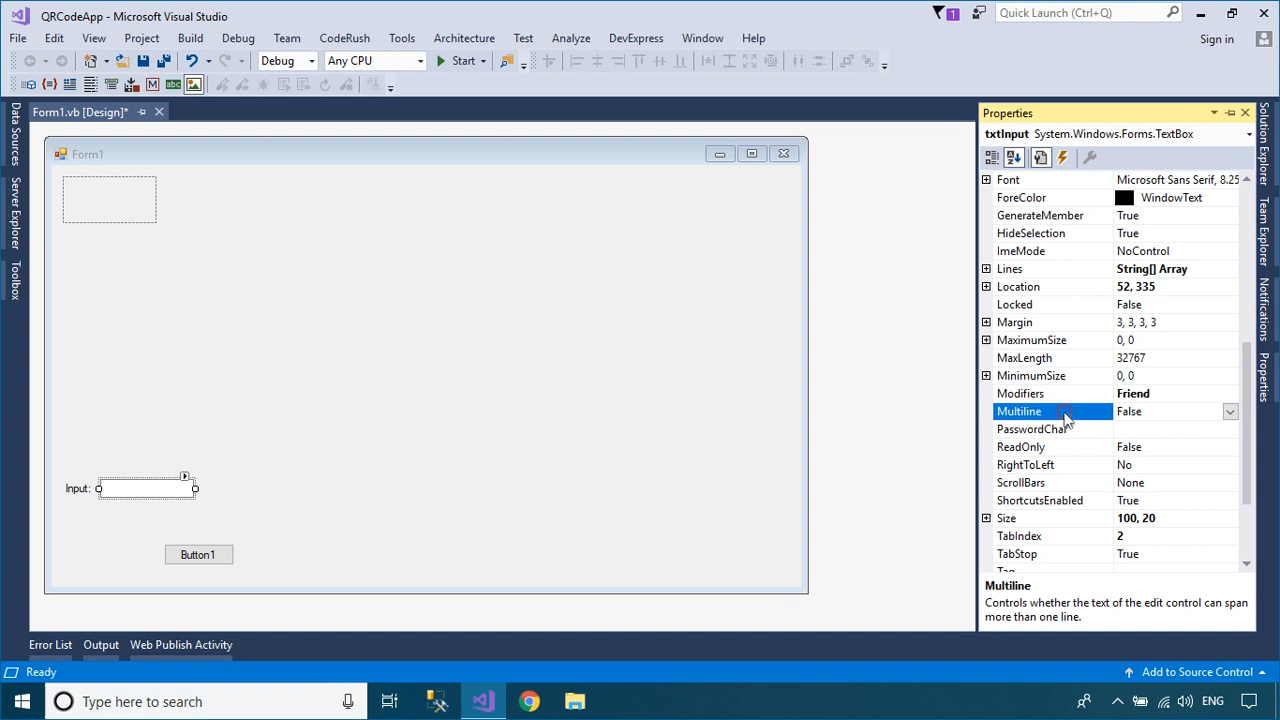 QRCodeApp - Microsoft Visual Studio
1
Quick Launch (Ctrl+Q)
File Edit View Project Build Debug Team CodeRush Tools Architecture Test Analyze DevExpress Window Help
Sign in
Debug Any CPU Start
abc
Form1.vb [Design]*
Data Sources
Server Explorer
Toolbox
Form1
Input:
Button1
Properties
txtInput System.Windows.Forms.TextBox
Font Microsoft Sans Serif, 8.25
ForeColor WindowText
GenerateMember True
HideSelection True
ImeMode NoControl
Lines String[] Array
Location 52, 335
Locked False
Margin 3, 3, 3, 3
MaximumSize 0, 0
MaxLength 32767
MinimumSize 0, 0
Modifiers Friend
Multiline False
PasswordChar
ReadOnly False
RightToLeft No
ScrollBars None
ShortcutsEnabled True
Size 100, 20
TabIndex 2
TabStop True
Tag
Multiline
Controls whether the text of the edit control can span
more than one line.
Solution Explorer
Team Explorer
Notifications
Properties
Error List Output Web Publish Activity
Ready
Add to Source Control
Type here to search
ENG